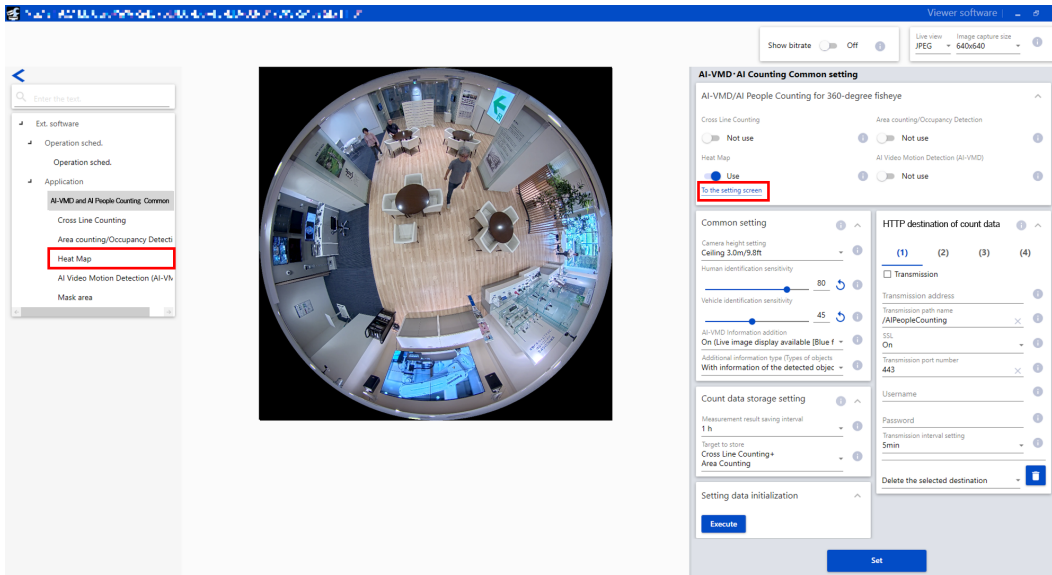 Viewer software
Show bitrate
Off
Live view
JPEG
Image capture size
640x640
Enter the text.
Ext. software
Operation sched.
Operation sched.
Application
AI-VMD and AI People Counting Common
Cross Line Counting
Area counting/Occupancy Detecti
Heat Map
AI Video Motion Detection (AI-VM
Mask area
AI-VMD·AI Counting Common setting
AI-VMD/AI People Counting for 360-degree fisheye
Cross Line Counting
Not use
Area counting/Occupancy Detection
Not use
Heat Map
Use
To the setting screen
AI Video Motion Detection (AI-VMD)
Not use
Common setting
Camera height setting
Ceiling 3.0m/9.8ft
Human identification sensitivity
80
Vehicle identification sensitivity
45
AI-VMD Information addition
On (Live image display available [Blue f
Additional information type (Types of objects
With information of the detected objec
Count data storage setting
Measurement result saving interval
1 h
Target to store
Cross Line Counting+
Area Counting
Setting data initialization
Execute
HTTP destination of count data
(1) (2) (3) (4)
Transmission
Transmission address
Transmission path name
/AIPeopleCounting
SSL
On
Transmission port number
443
Username
Password
Transmission interval setting
5min
Delete the selected destination
Set